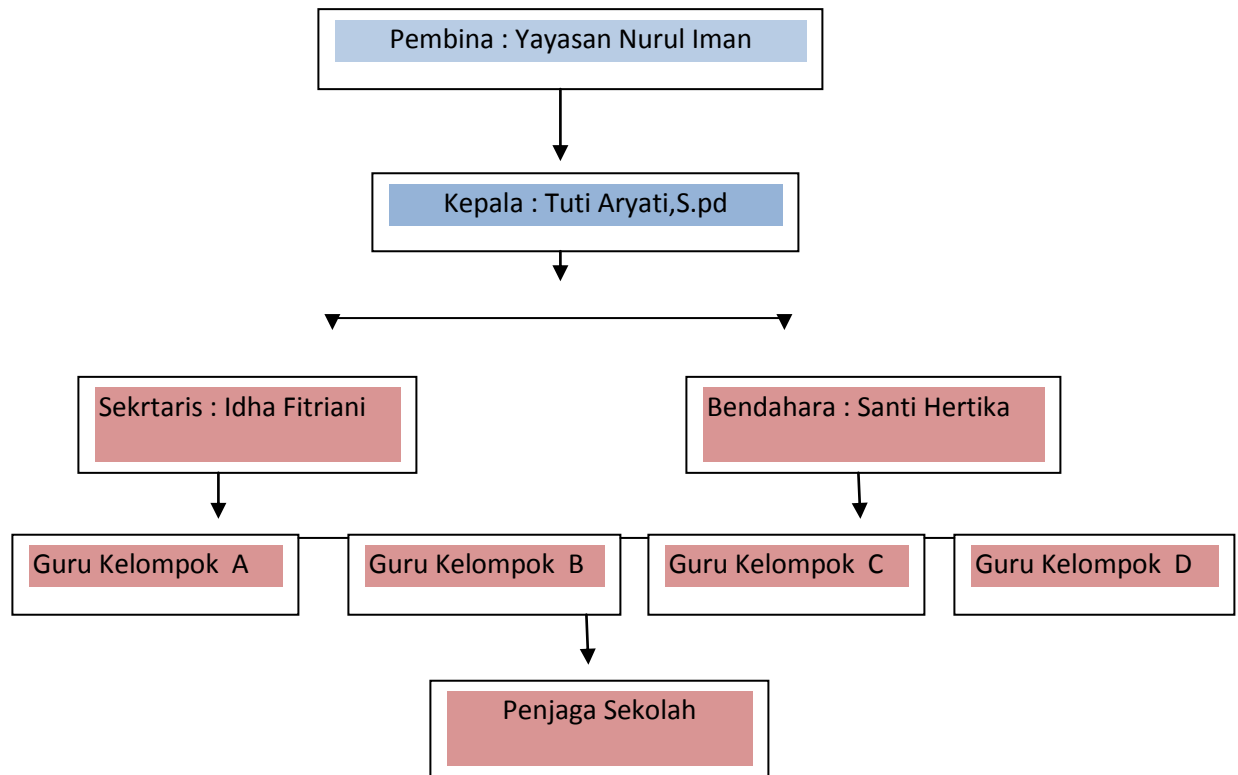 Pembina : Yayasan Nurul Iman
Kepala : Tuti Aryati,S.pd
Sekrtaris : Idha Fitriani
Bendahara : Santi Hertika
Guru Kelompok  A
Guru Kelompok  B
Guru Kelompok  C
Guru Kelompok  D
Penjaga Sekolah